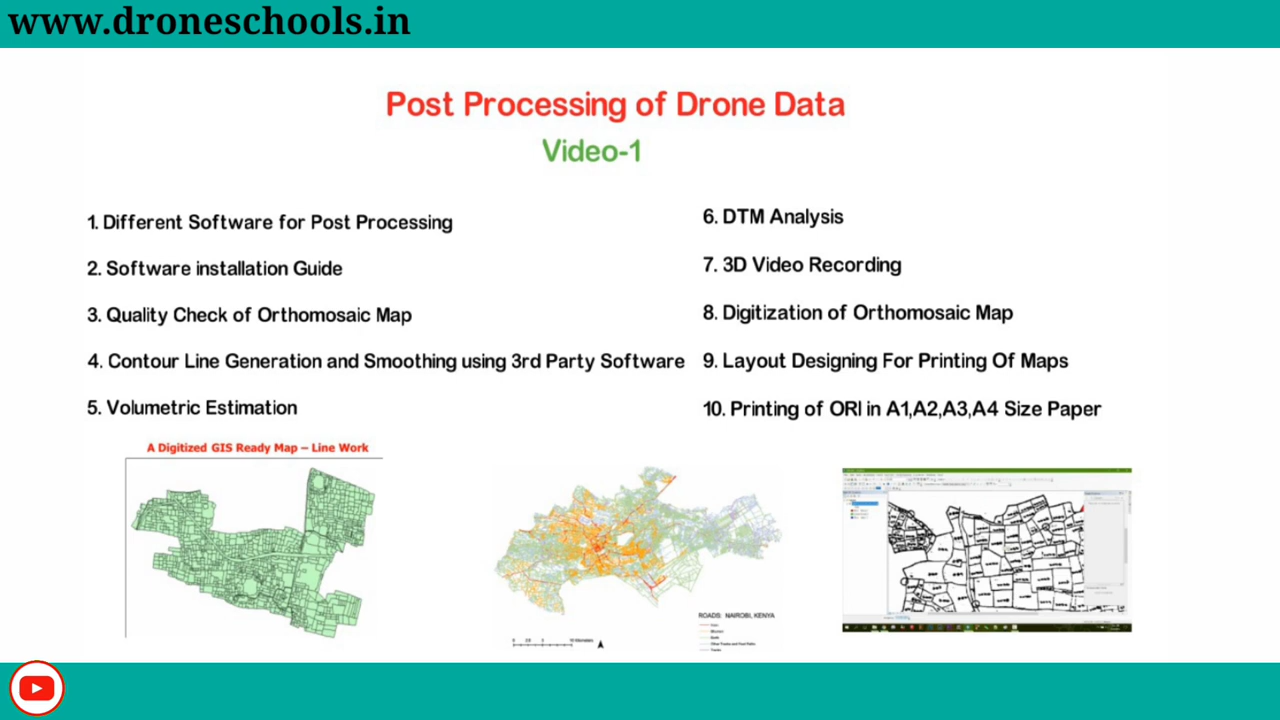 www.droneschools.in
Post Processing of Drone Data
Video-1
1. Different Software for Post Processing
2. Software installation Guide
3. Quality Check of Orthomosaic Map
4. Contour Line Generation and Smoothing using 3rd Party Software
5. Volumetric Estimation
6. DTM Analysis
7. 3D Video Recording
8. Digitization of Orthomosaic Map
9. Layout Designing For Printing Of Maps
10. Printing of ORI in A1,A2,A3,A4 Size Paper
A Digitized GIS Ready Map – Line Work
ROADS: NAIROBI, KENYA